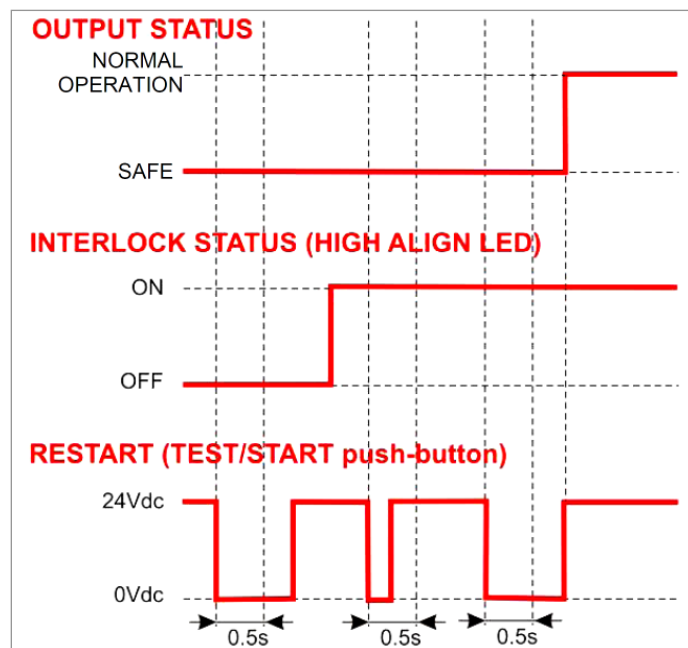 OUTPUT STATUS
NORMAL
OPERATION
SAFE
INTERLOCK STATUS (HIGH ALIGN LED)
ON
OFF
RESTART (TEST/START push-button)
24Vdc
0Vdc
0.5s 0.5s 0.5s